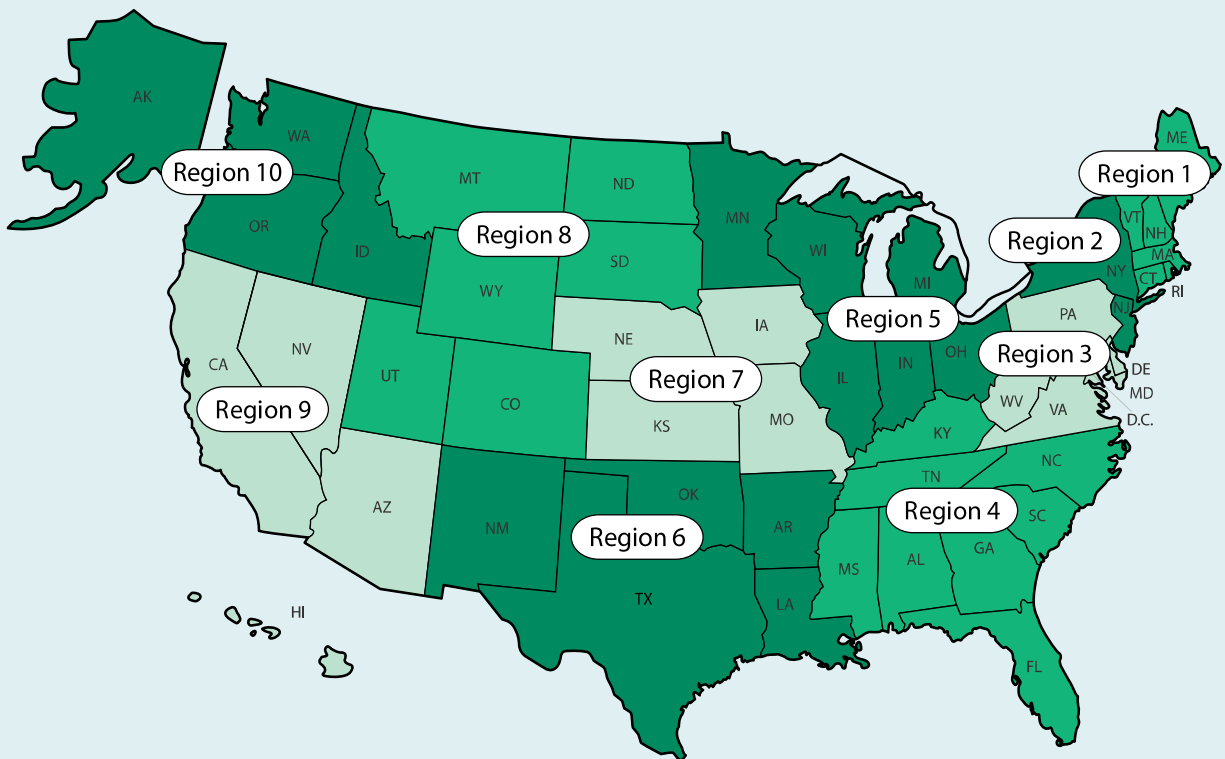 AK
WA
Region 10
OR
ID
MT
ND
Region 8
SD
WY
MN
WI
MI
Region 5
ME
Region 1
VT
NH
Region 2
MA
NY
CT
RI
NJ
PA
Region 3
DE
MD
D.C.
WV
VA
OH
IN
IL
IA
NE
Region 7
KS
MO
CA
NV
Region 9
UT
CO
AZ
NM
OK
Region 6
TX
AR
LA
KY
TN
NC
Region 4
SC
MS
AL
GA
FL
HI